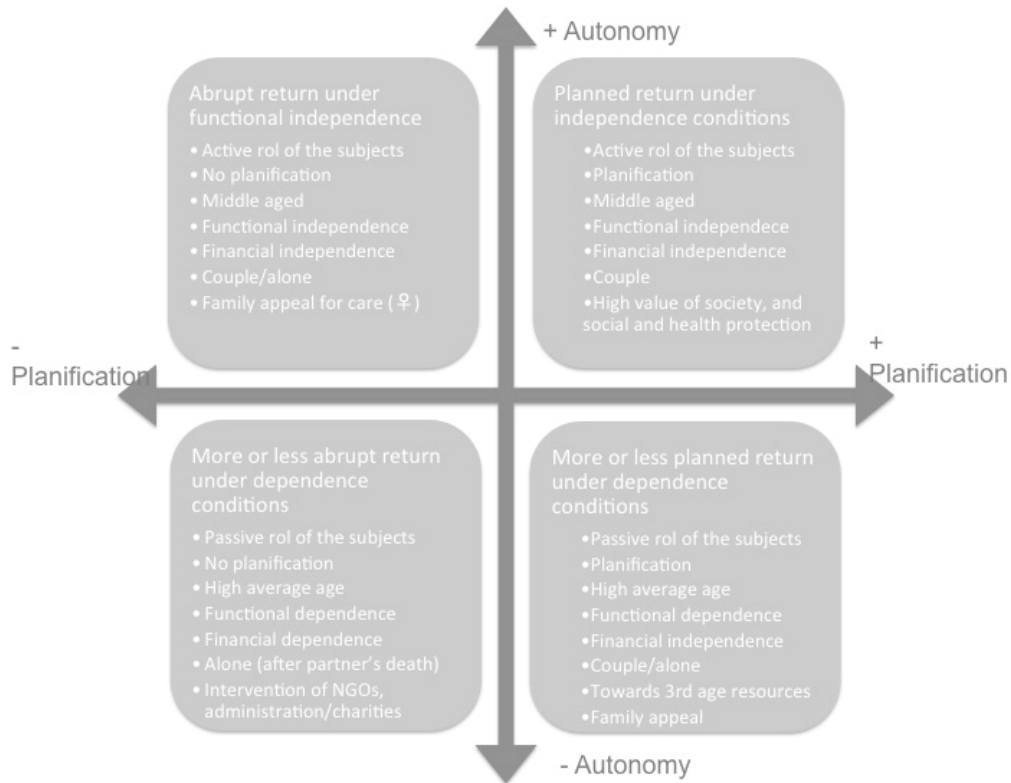 + Autonomy
Abrupt return under
functional independence
• Active rol of the subjects
• No planification
• Middle aged
• Functional independence
• Financial independence
• Couple/alone
• Family appeal for care (♀)
Planned return under
independence conditions
•Active rol of the subjects
•Planification
•Middle aged
•Functional independece
•Financial independence
•Couple
•High value of society, and
social and health protection
-
Planification
+
Planification
More or less abrupt return
under dependence
conditions
• Passive rol of the subjects
• No planification
• High average age
• Functional dependence
• Financial dependence
• Alone (after partner's death)
• Intervention of NGOs,
administration/charities
More or less planned return
under dependence
conditions
•Passive rol of the subjects
•Planification
•High average age
•Functional dependence
•Financial independence
•Couple/alone
•Towards 3rd age resources
•Family appeal
- Autonomy